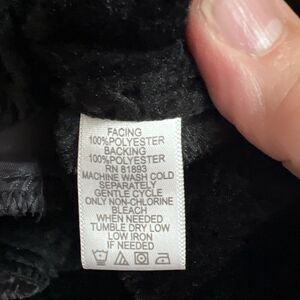 FACING
100%POLYESTER
BACKING
100%POLYESTER
RN 81893
MACHINE WASH COLD
SEPARATELY
GENTLE CYCLE
ONLY NON-CHLORINE
BLEACH
WHEN NEEDED
TUMBLE DRY LOW
LOW IRON
IF NEEDED